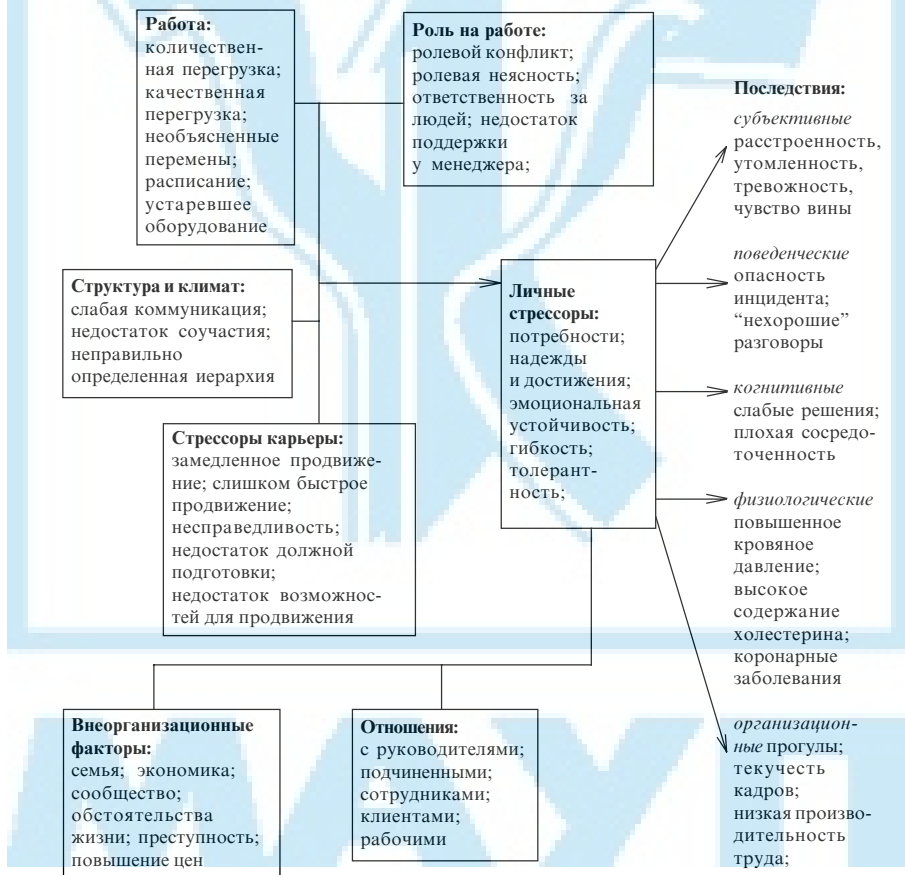 Работа:
количествен-
ная перегрузка;
качественная
перегрузка;
необъясненные
перемены;
расписание;
устаревшее
оборудование
Роль на работе:
ролевой конфликт;
ролевая неясность;
ответственность за
людей; недостаток
поддержки
у менеджера;
Структура и климат:
слабая коммуникация;
недостаток соучастия;
неправильно
определенная иерархия
Стрессоры карьеры:
замедленное продвиже-
ние; слишком быстрое
продвижение;
несправедливость;
недостаток должной
подготовки;
недостаток возможнос-
тей для продвижения
Личные
стрессоры:
потребности;
надежды
и достижения;
эмоциональная
устойчивость;
гибкость;
толерант-
ность;
Последствия:
субъективные
расстроенность,
утомленность,
тревожность,
чувство вины
поведенческие
опасность
инцидента;
“нехорошие”
разговоры
когнитивные
слабые решения;
плохая сосредо-
точенность
физиологические
повышенное
кровяное
давление;
высокое
содержание
холестерина;
коронарные
заболевания
организацион-
ные прогулы;
текучесть
кадров;
низкая произво-
дительность
труда;
Внеорганизационные
факторы:
семья; экономика;
сообщество;
обстоятельства
жизни; преступность;
повышение цен
Отношения:
с руководителями;
подчиненными;
сотрудниками;
клиентами;
рабочими